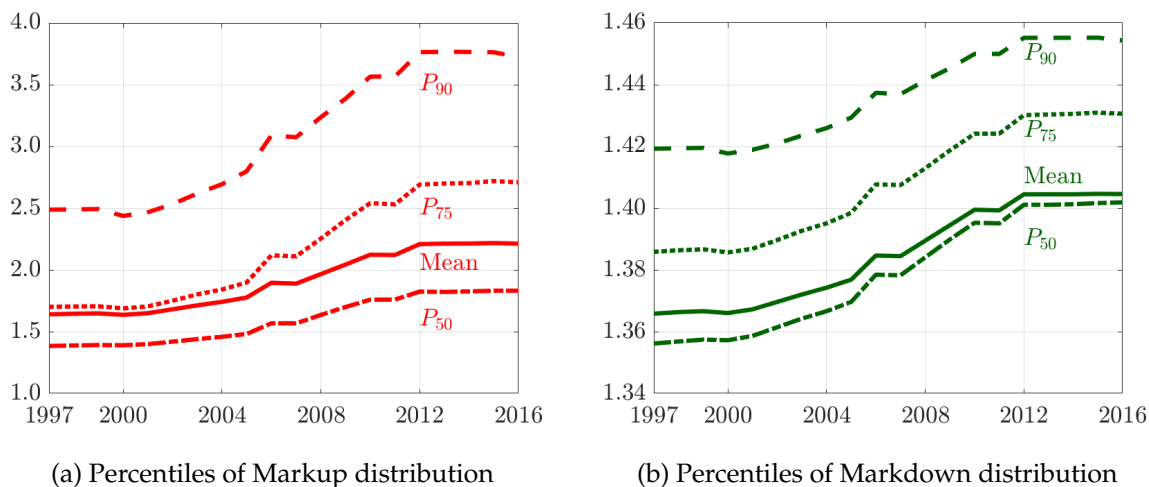 4.0
3.5
3.0
2.5
2.0
1.5
1.0
P90
P75
Mean
P50
1997 2000 2004 2008 2012 2016
(a) Percentiles of Markup distribution
1.46
1.44
1.42
1.40
1.38
1.36
1.34
P90
P75
Mean
P50
1997 2000 2004 2008 2012 2016
(b) Percentiles of Markdown distribution